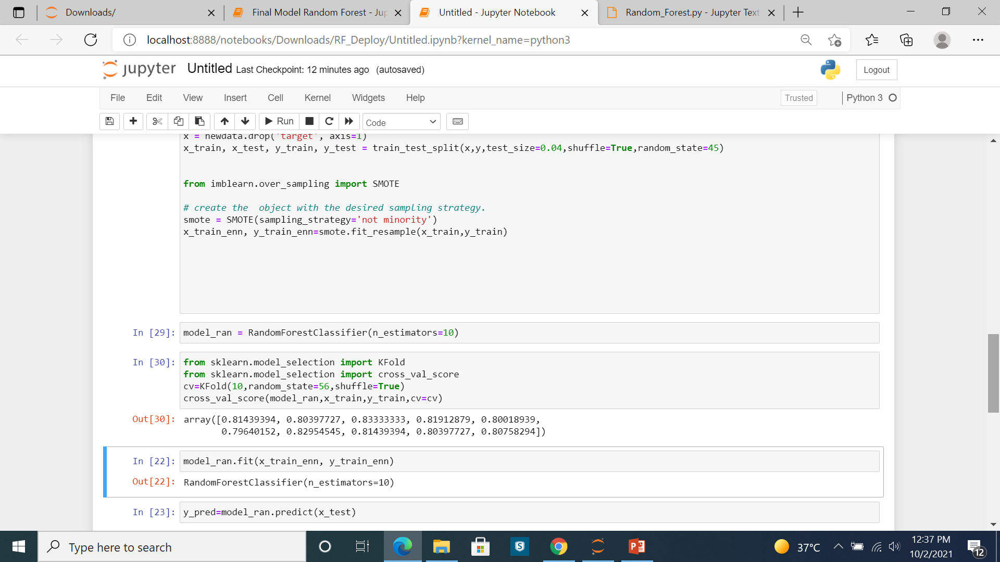 Downloads/
Final Model Random Forest - Jup
Untitled - Jupyter Notebook
Random_Forest.py - Jupyter Text
localhost:8888/notebooks/Downloads/RF_Deploy/Untitled.ipynb?kernel_name=python3
jupyter Untitled Last Checkpoint: 12 minutes ago (autosaved)
Logout
File Edit View Insert Cell Kernel Widgets Help
Trusted
Python 3
Run
Code
x = newdata.drop('target', axis=1)
x_train, x_test, y_train, y_test = train_test_split(x,y,test_size=0.04,shuffle=True,random_state=45)
from imblearn.over_sampling import SMOTE
# create the  object with the desired sampling strategy.
smote = SMOTE(sampling_strategy='not minority')
x_train_enn, y_train_enn=smote.fit_resample(x_train,y_train)
In [29]: model_ran = RandomForestClassifier(n_estimators=10)
In [30]: from sklearn.model_selection import KFold
from sklearn.model_selection import cross_val_score
cv=KFold(10,random_state=56,shuffle=True)
cross_val_score(model_ran,x_train,y_train,cv=cv)
Out[30]: array([0.81439394, 0.80397727, 0.83333333, 0.81912879, 0.80018939,
0.79640152, 0.82954545, 0.81439394, 0.80397727, 0.80758294])
In [22]: model_ran.fit(x_train_enn, y_train_enn)
Out[22]: RandomForestClassifier(n_estimators=10)
In [23]: y_pred=model_ran.predict(x_test)
Type here to search
37°C
12:37 PM
10/2/2021
12